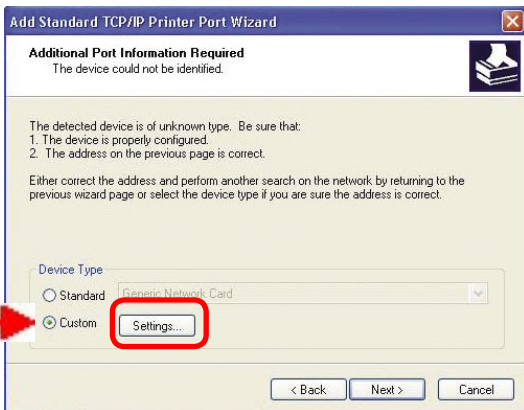 Add Standard TCP/IP Printer Port Wizard
Additional Port Information Required
The device could not be identified.
The detected device is of unknown type. Be sure that:
1. The device is properly configured.
2. The address on the previous page is correct.
Either correct the address and perform another search on the network by returning to the
previous wizard page or select the device type if you are sure the address is correct.
Device Type
Standard
Generic Network Card
Custom
Settings...
< Back
Next >
Cancel